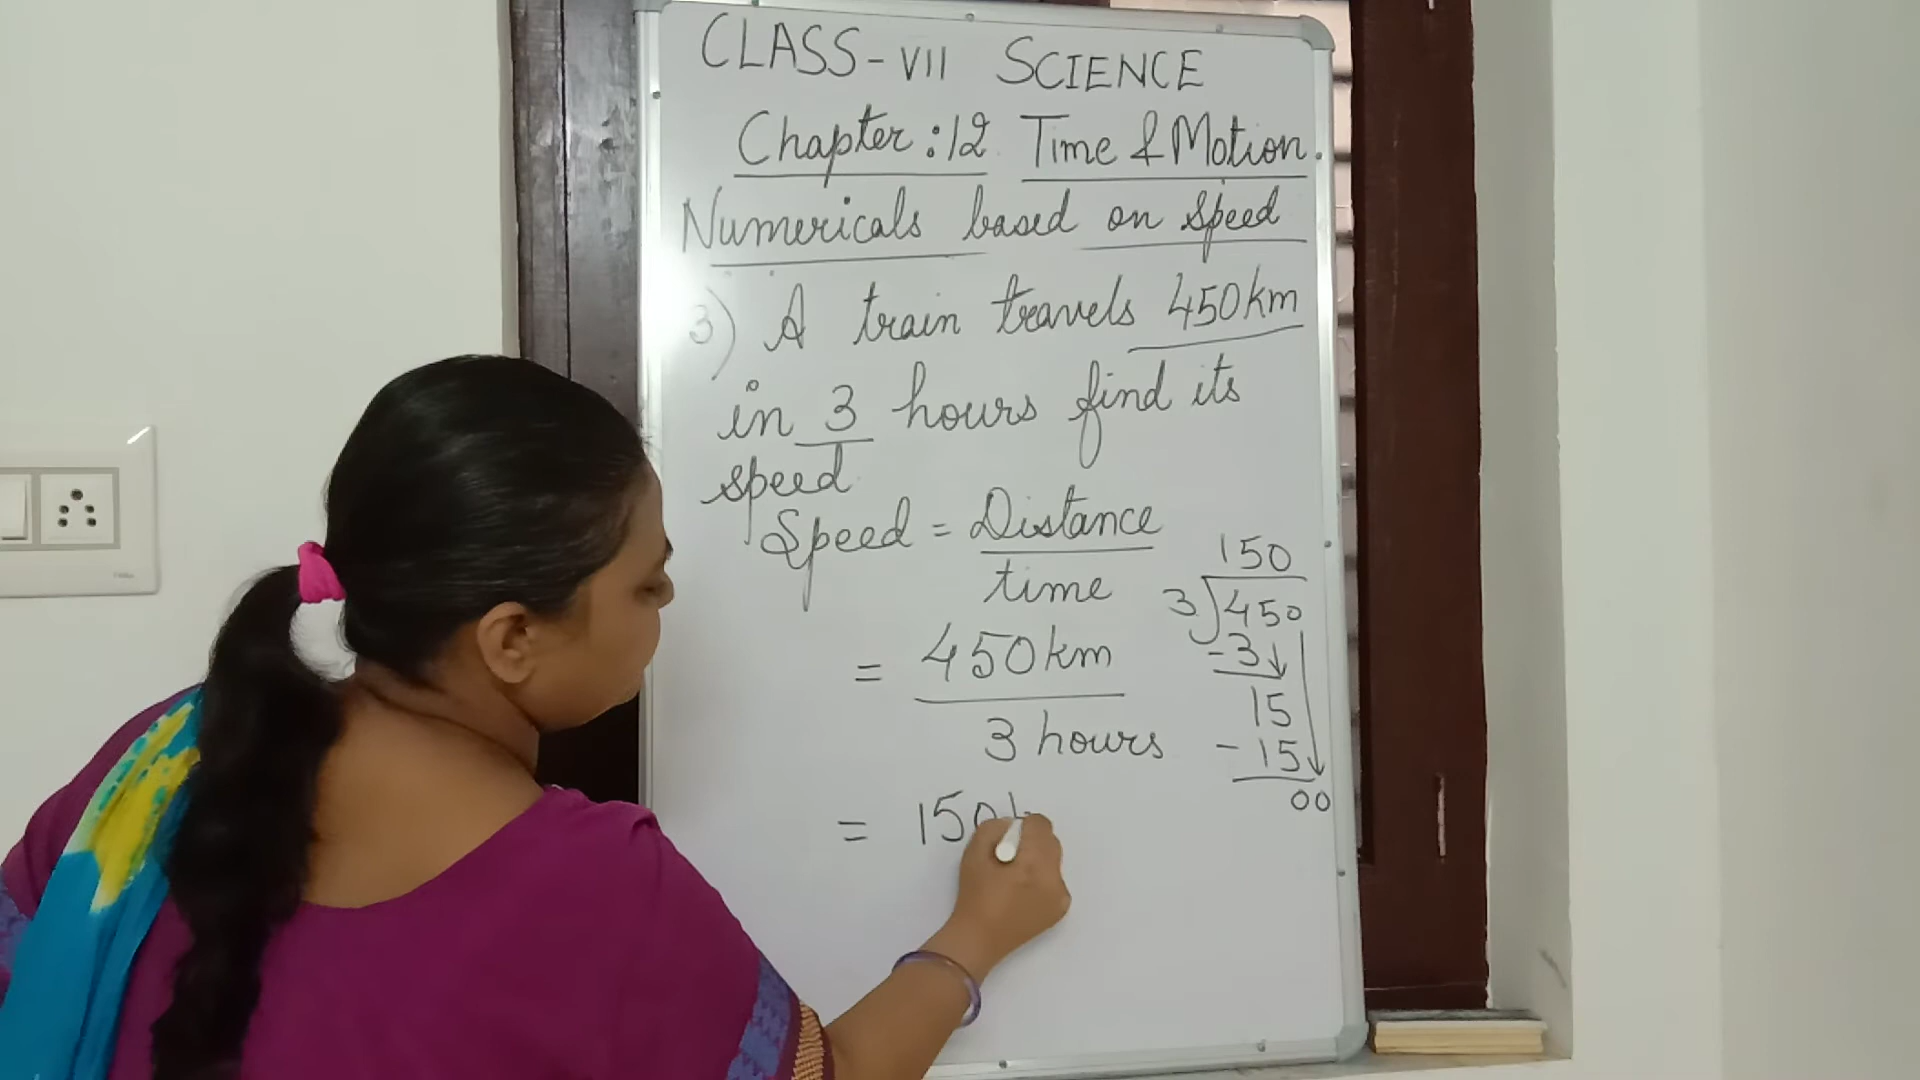 CLASS-VII SCIENCE
Chapter:12 Time & Motion.
Numericals based on Speed
3) A train travels 450km
in 3 hours find its
speed
Speed = Distance
time
= 450km
3 hours
= 150k
150
3)450
-3↓
15
-15↓
00